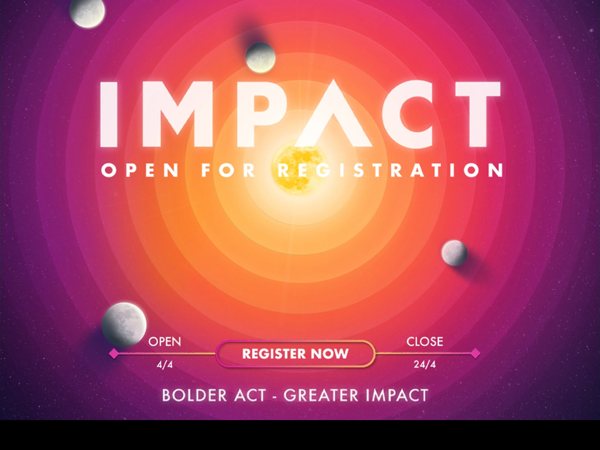 IMPACT
OPEN FOR REGISTRATION
OPEN
4/4
REGISTER NOW
CLOSE
24/4
BOLDER ACT - GREATER IMPACT